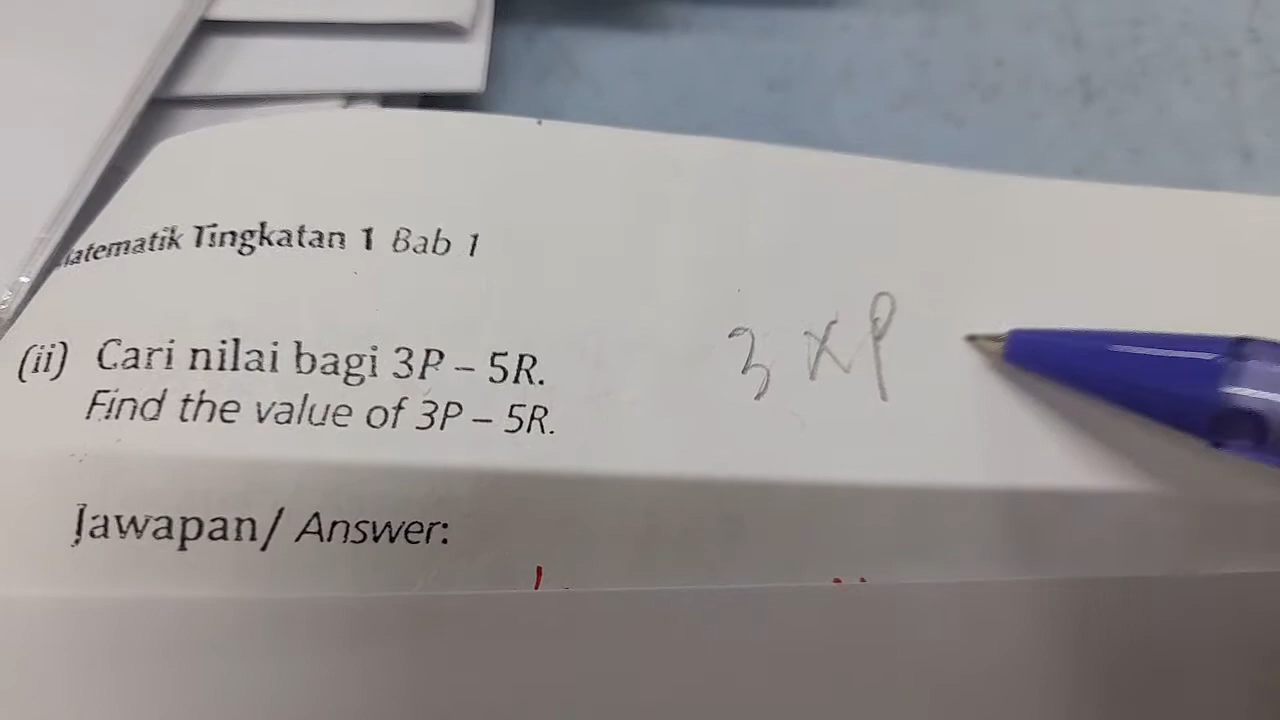 Matematik Tingkatan 1 Bab 1
(ii) Cari nilai bagi 3P – 5R.
Find the value of 3P – 5R.
3 x P
Jawapan/ Answer: